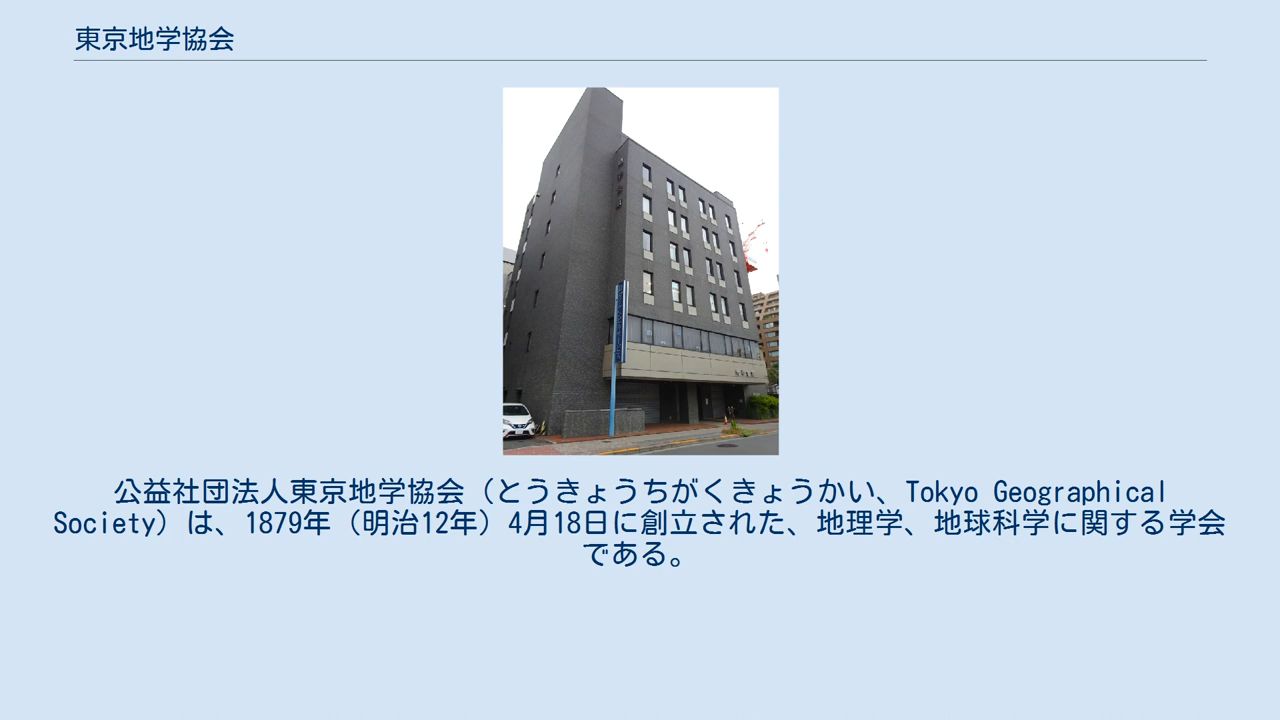 東京地学協会
公益社団法人東京地学協会（とうきょうちがくきょうかい、Tokyo Geographical
Society）は、1879年（明治12年）4月18日に創立された、地理学、地球科学に関する学会
である。